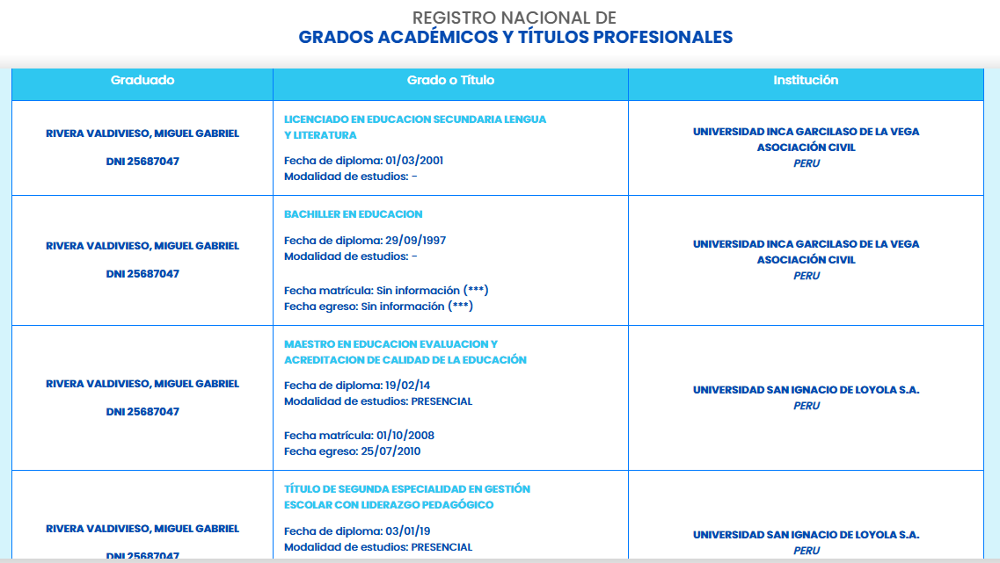 REGISTRO NACIONAL DE
GRADOS ACADÉMICOS Y TÍTULOS PROFESIONALES
Graduado
Grado o Título
Institución
RIVERA VALDIVIESO, MIGUEL GABRIEL
DNI 25687047
LICENCIADO EN EDUCACION SECUNDARIA LENGUA
Y LITERATURA
Fecha de diploma: 01/03/2001
Modalidad de estudios: -
UNIVERSIDAD INCA GARCILASO DE LA VEGA
ASOCIACIÓN CIVIL
PERU
RIVERA VALDIVIESO, MIGUEL GABRIEL
DNI 25687047
BACHILLER EN EDUCACION
Fecha de diploma: 29/09/1997
Modalidad de estudios: -
Fecha matrícula: Sin información (***)
Fecha egreso: Sin información (***)
UNIVERSIDAD INCA GARCILASO DE LA VEGA
ASOCIACIÓN CIVIL
PERU
RIVERA VALDIVIESO, MIGUEL GABRIEL
DNI 25687047
MAESTRO EN EDUCACION EVALUACION Y
ACREDITACION DE CALIDAD DE LA EDUCACIÓN
Fecha de diploma: 19/02/14
Modalidad de estudios: PRESENCIAL
Fecha matrícula: 01/10/2008
Fecha egreso: 25/07/2010
UNIVERSIDAD SAN IGNACIO DE LOYOLA S.A.
PERU
RIVERA VALDIVIESO, MIGUEL GABRIEL
DNI 25687047
TÍTULO DE SEGUNDA ESPECIALIDAD EN GESTIÓN
ESCOLAR CON LIDERAZGO PEDAGÓGICO
Fecha de diploma: 03/01/19
Modalidad de estudios: PRESENCIAL
UNIVERSIDAD SAN IGNACIO DE LOYOLA S.A.
PERU